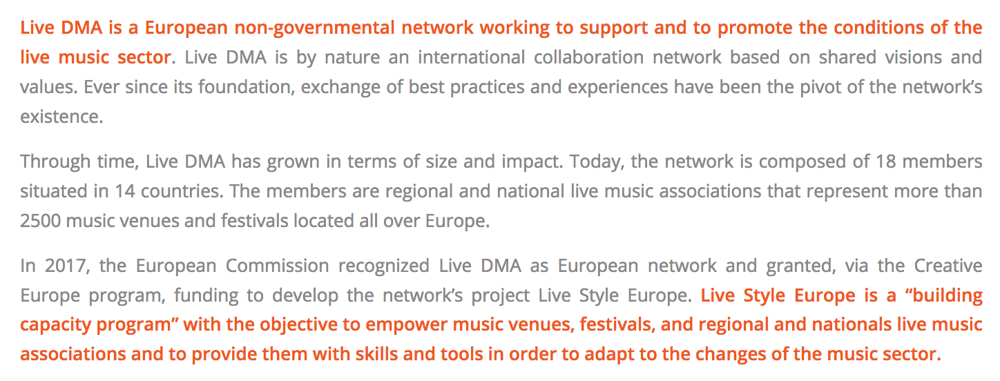 Live DMA is a European non-governmental network working to support and to promote the conditions of the
live music sector. Live DMA is by nature an international collaboration network based on shared visions and
values. Ever since its foundation, exchange of best practices and experiences have been the pivot of the network’s
existence.
Through time, Live DMA has grown in terms of size and impact. Today, the network is composed of 18 members
situated in 14 countries. The members are regional and national live music associations that represent more than
2500 music venues and festivals located all over Europe.
In 2017, the European Commission recognized Live DMA as European network and granted, via the Creative
Europe program, funding to develop the network’s project Live Style Europe. Live Style Europe is a “building
capacity program” with the objective to empower music venues, festivals, and regional and nationals live music
associations and to provide them with skills and tools in order to adapt to the changes of the music sector.